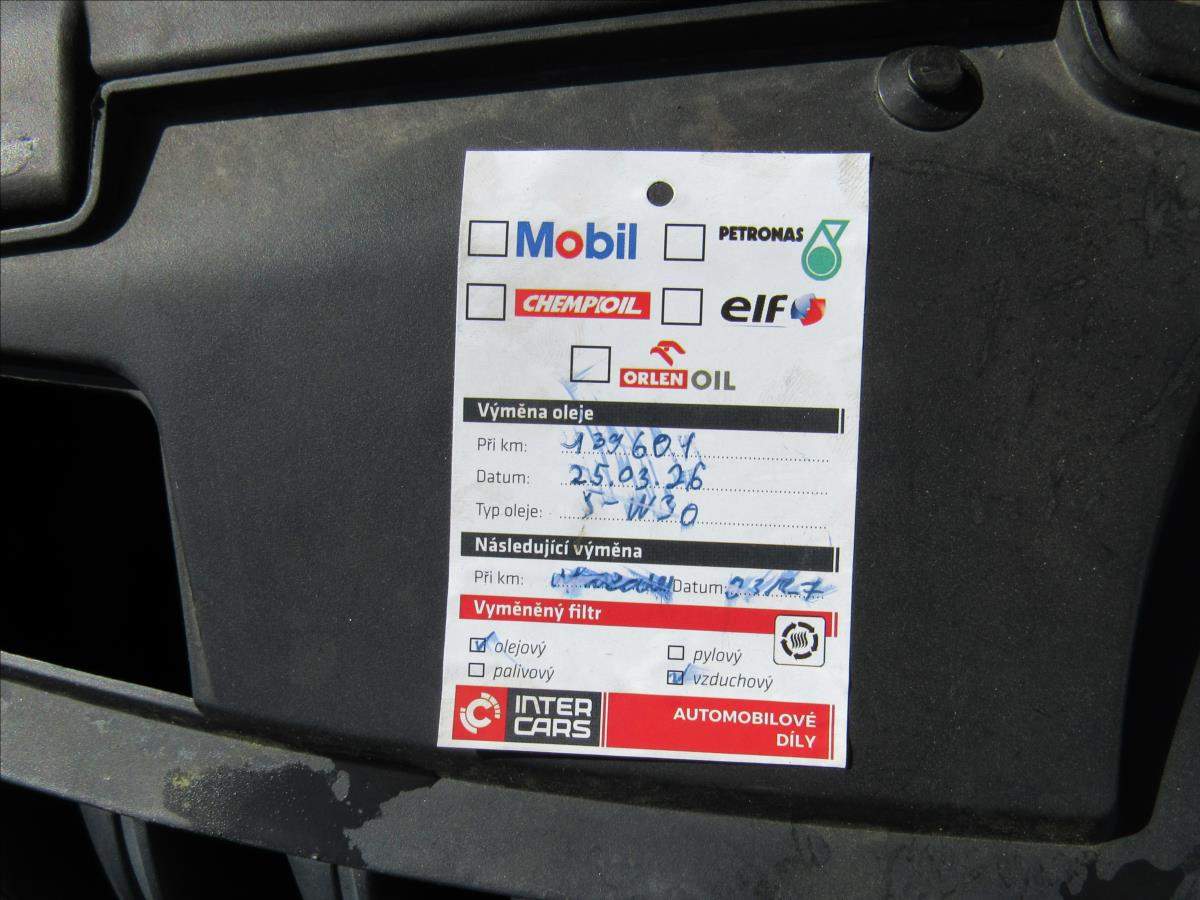 Mobil PETRONAS
CHEMPIOIL elf
ORLEN OIL
Výměna oleje
Při km: 139601
Datum: 25.03.26
Typ oleje: 5-W30
Následující výměna
Při km: Datum:
Vyměněný filtr
olejový pylový
palivový vzduchový
INTER CARS AUTOMOBILOVÉ DÍLY